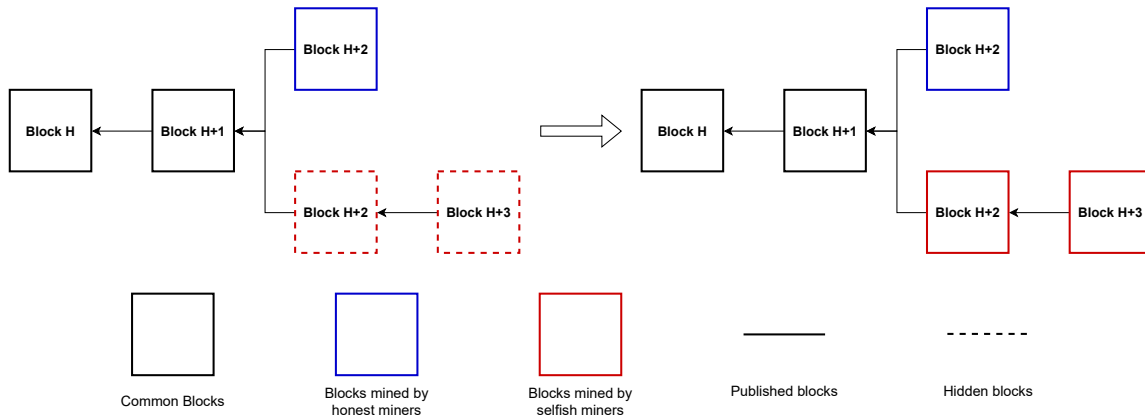 Block H+2
Block H
Block H+1
Block H+2
Block H+3
Block H+2
Block H
Block H+1
Block H+2
Block H+3
Common Blocks
Blocks mined by
honest miners
Blocks mined by
selfish miners
Published blocks
Hidden blocks